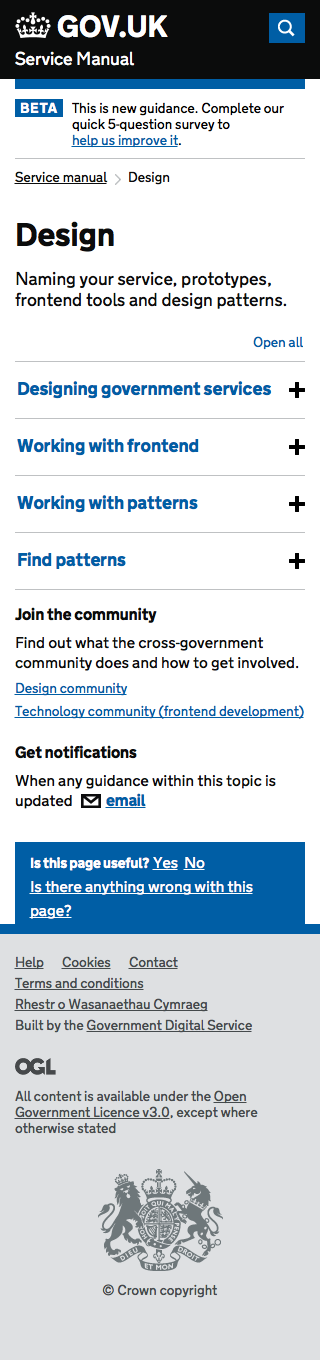 GOV.UK
Service Manual
BETA This is new guidance. Complete our
quick 5-question survey to
help us improve it.
Service manual Design
Design
Naming your service, prototypes,
frontend tools and design patterns.
Open all
Designing government services
Working with frontend
Working with patterns
Find patterns
Join the community
Find out what the cross-government
community does and how to get involved.
Design community
Technology community (frontend development)
Get notifications
When any guidance within this topic is
updated email
Is this page useful? Yes No
Is there anything wrong with this
page?
Help Cookies Contact
Terms and conditions
Rhestr o Wasanaethau Cymraeg
Built by the Government Digital Service
OGL
All content is available under the Open
Government Licence v3.0, except where
otherwise stated
DIEU ET MON DROIT
© Crown copyright